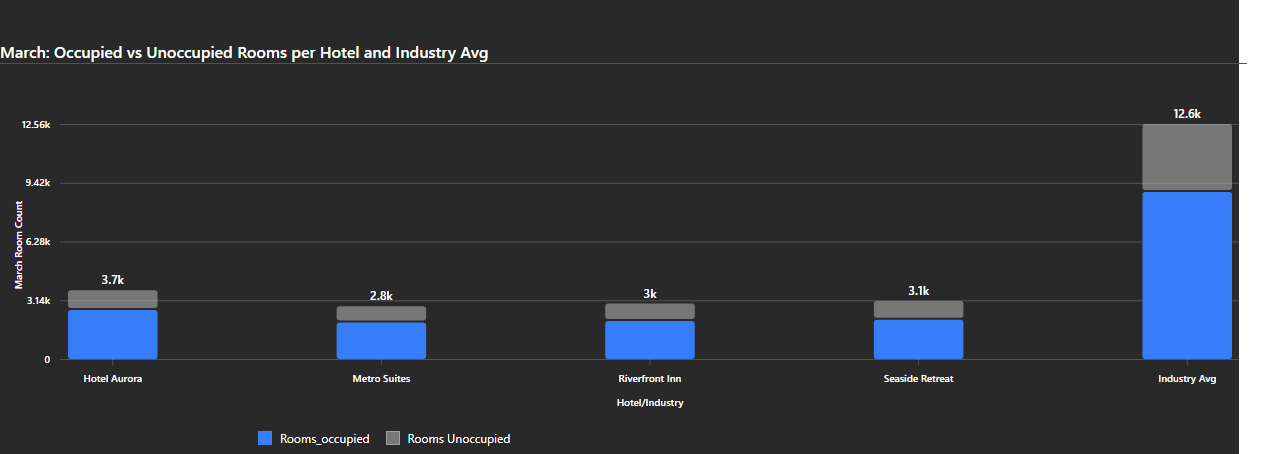 March: Occupied vs Unoccupied Rooms per Hotel and Industry Avg
12.6k
12.56k
9.42k
6.28k
3.14k
0
March Room Count
3.7k
2.8k
3k
3.1k
Hotel Aurora
Metro Suites
Riverfront Inn
Seaside Retreat
Industry Avg
Hotel/Industry
Rooms_occupied
Rooms Unoccupied